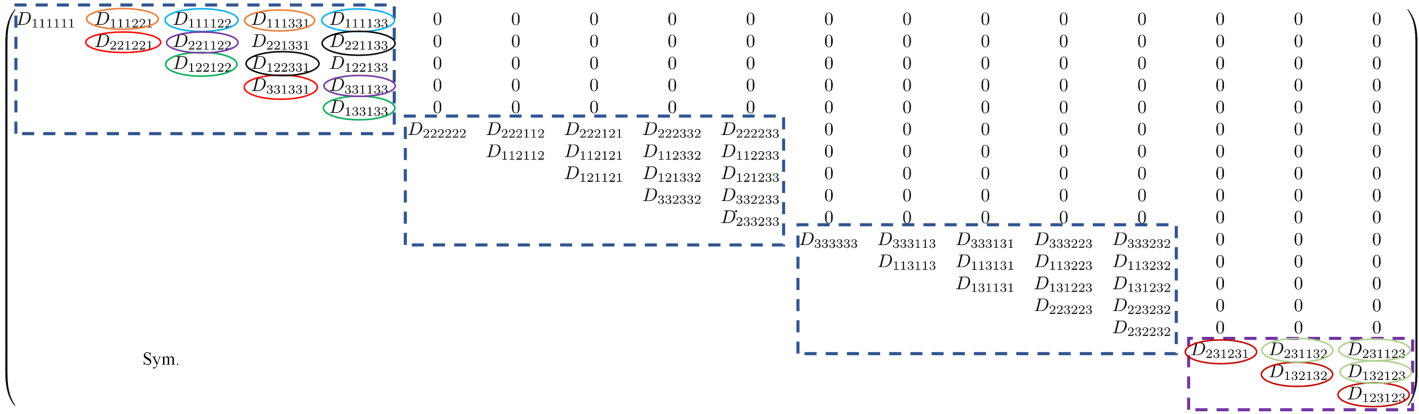 D111111 D111221 D111122 D111331 D111133 0 0 0 0 0 0 0 0 0 0 0 0 0
D221221 D221122 D221331 D221133 0 0 0 0 0 0 0 0 0 0 0 0 0
D122122 D122331 D122133 0 0 0 0 0 0 0 0 0 0 0 0 0
D331331 D331133 0 0 0 0 0 0 0 0 0 0 0 0 0
D133133 0 0 0 0 0 0 0 0 0 0 0 0 0
D222222 D222112 D222121 D222332 D222233 0 0 0 0 0 0 0 0
D112112 D112121 D112332 D112233 0 0 0 0 0 0 0 0
D121121 D121332 D121233 0 0 0 0 0 0 0 0
D332332 D332233 0 0 0 0 0 0 0 0
D233233 0 0 0 0 0 0 0 0
D333333 D333113 D333131 D333223 D333232 0 0 0
D113113 D113131 D113223 D113232 0 0 0
D131131 D131223 D131232 0 0 0
D223223 D223232 0 0 0
D232232 0 0 0
Sym. D231231 D231132 D231123
D132132 D132123
D123123